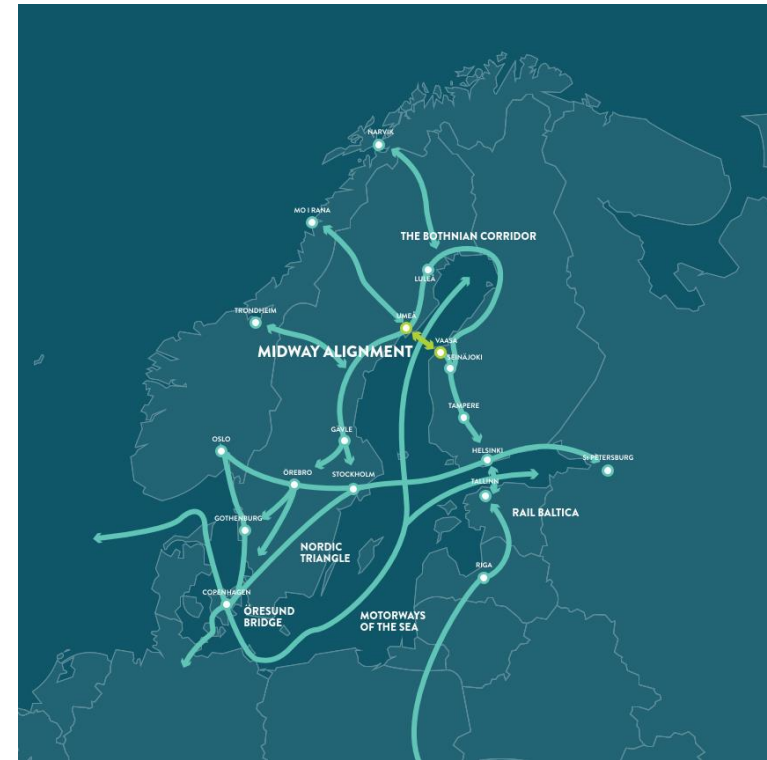 NARVIK
MO I RANA
THE BOTHNIAN CORRIDOR
LULEÅ
TRONDHEIM
UMEÅ
VAASA
MIDWAY ALIGNMENT
SEINÄJOKI
TAMPERE
GÄVLE
OSLO
HELSINKI
ST PETERSBURG
ÖREBRO
STOCKHOLM
TALLINN
GOTHENBURG
RAIL BALTICA
NORDIC
TRIANGLE
RIGA
COPENHAGEN
ÖRESUND
BRIDGE
MOTORWAYS
OF THE SEA